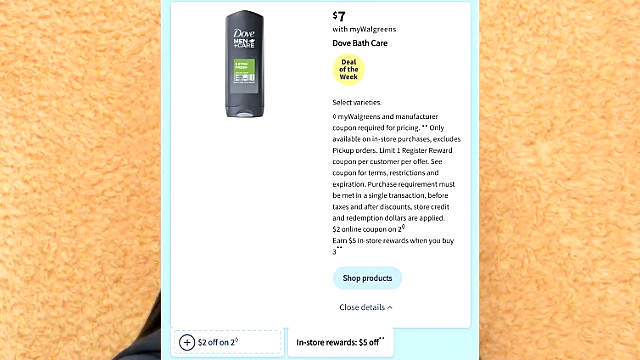 Dove
MEN
+CARE
EXTRA
FRESH
$7
with myWalgreens
Dove Bath Care
Deal
of the
Week
Select varieties.
◊ myWalgreens and manufacturer
coupon required for pricing. ** Only
available on in-store purchases, excludes
Pickup orders. Limit 1 Register Reward
coupon per customer per offer. See
coupon for terms, restrictions and
expiration. Purchase requirement must
be met in a single transaction, before
taxes and after discounts, store credit
and redemption dollars are applied.
$2 online coupon on 2◊
Earn $5 In-store rewards when you buy
3**
Shop products
Close details
$2 off on 2◊
In-store rewards: $5 off**